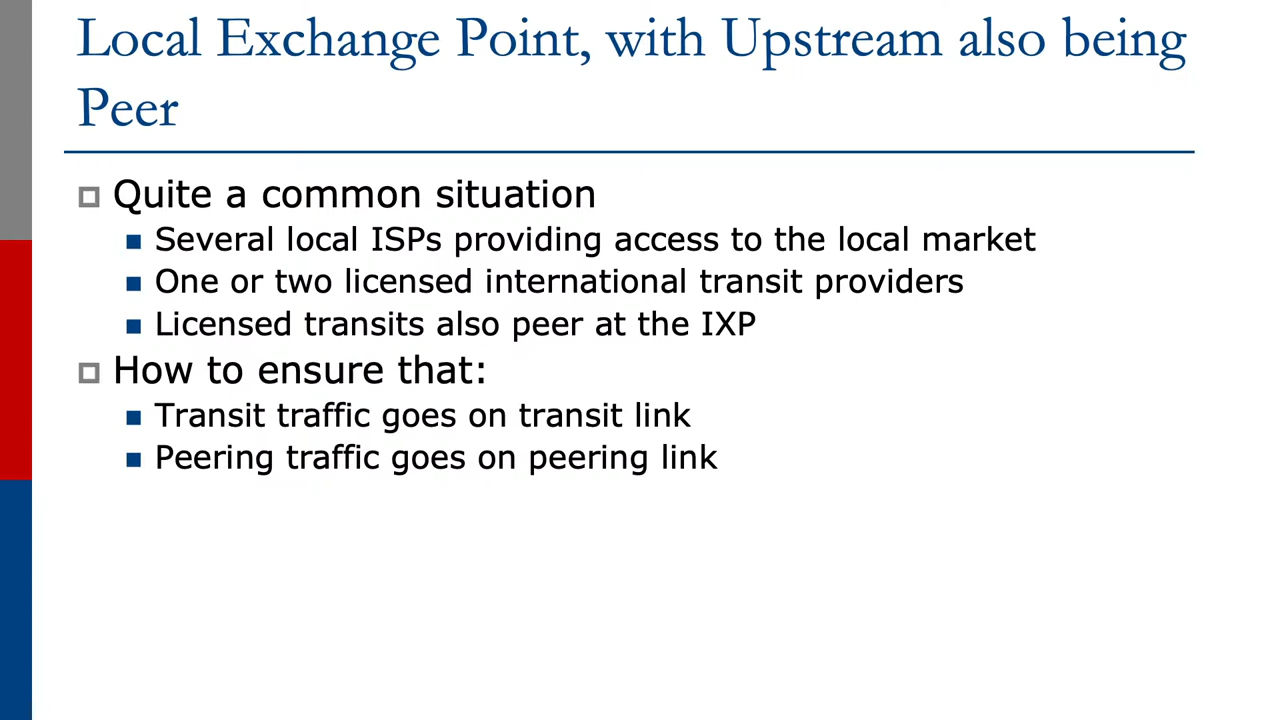 Local Exchange Point, with Upstream also being
Peer
Quite a common situation
Several local ISPs providing access to the local market
One or two licensed international transit providers
Licensed transits also peer at the IXP
How to ensure that:
Transit traffic goes on transit link
Peering traffic goes on peering link